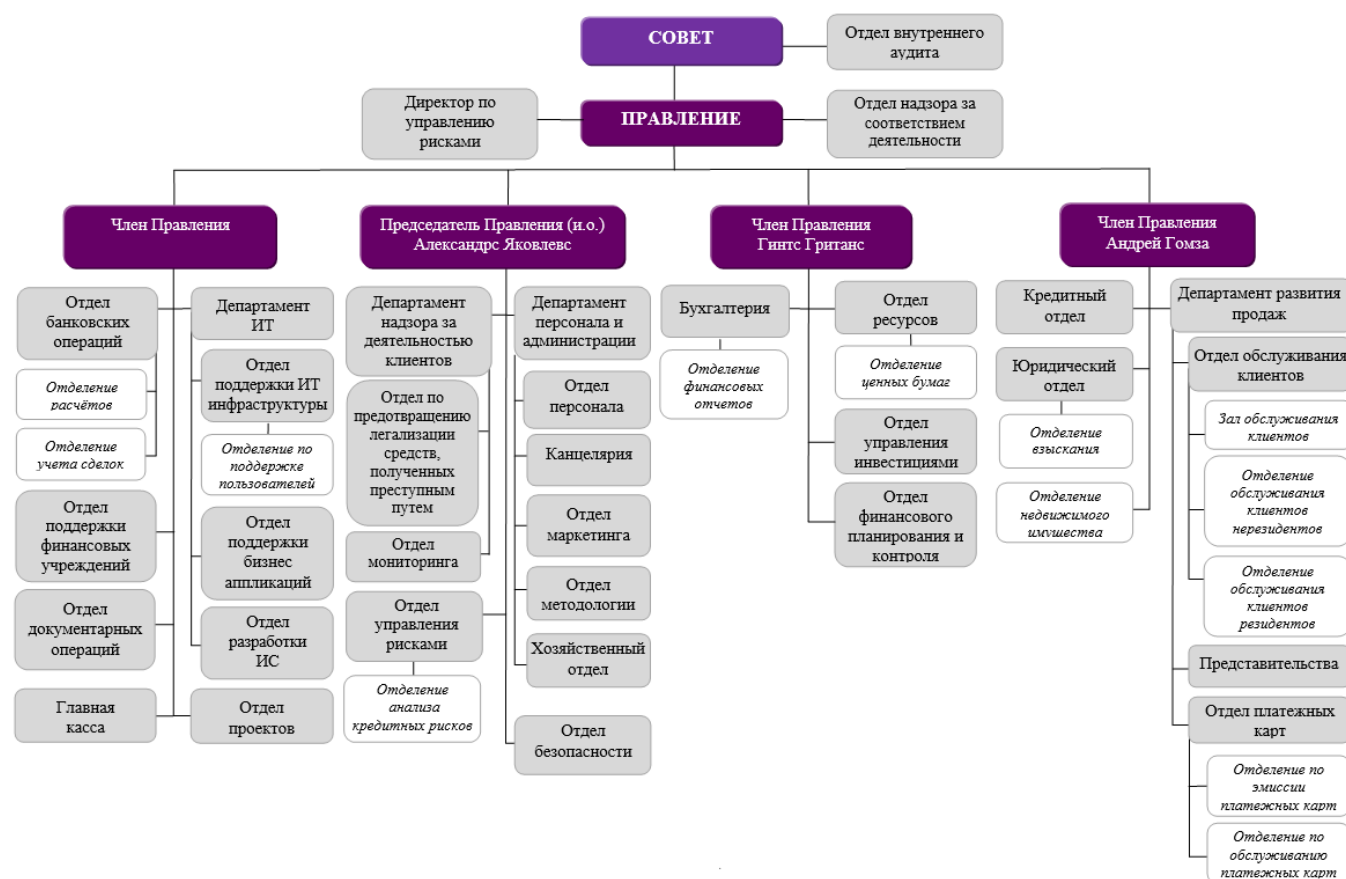 СОВЕТ
Отдел внутреннего
аудита
Директор по
управлению
рисками
ПРАВЛЕНИЕ
Отдел надзора за
соответствием
деятельности
Член Правления
Председатель Правления (и.о.)
Александрс Яковлевс
Член Правления
Гинтс Гританс
Член Правления
Андрей Гомза
Отдел
банковских
операций
Отделение
расчётов
Отделение
учета сделок
Отдел
поддержки
финансовых
учреждений
Отдел
документарных
операций
Главная
касса
Департамент
ИТ
Отдел
поддержки ИТ
инфраструктуры
Отделение по
поддержке
пользователей
Отдел
поддержки
бизнес
аппликаций
Отдел
разработки
ИС
Отдел
проектов
Департамент
надзора за
деятельностью
клиентов
Отдел по
предотвращению
легализации
средств,
полученных
преступным
путем
Отдел
мониторинга
Отдел
управления
рисками
Отделение
анализа
кредитных рисков
Департамент
персонала и
администрации
Отдел
персонала
Канцелярия
Отдел
маркетинга
Отдел
методологии
Хозяйственный
отдел
Отдел
безопасности
Бухгалтерия
Отделение
финансовых
отчетов
Отдел
ресурсов
Отделение
ценных бумаг
Отдел
управления
инвестициями
Отдел
финансового
планирования и
контроля
Кредитный
отдел
Юридический
отдел
Отделение
взыскания
Отделение
недвижимого
имущества
Департамент развития
продаж
Отдел обслуживания
клиентов
Зал обслуживания
клиентов
Отделение
обслуживания
клиентов
нерезидентов
Отделение
обслуживания
клиентов
резидентов
Представительства
Отдел платежных
карт
Отделение по
эмиссии
платежных карт
Отделение по
обслуживанию
платежных карт